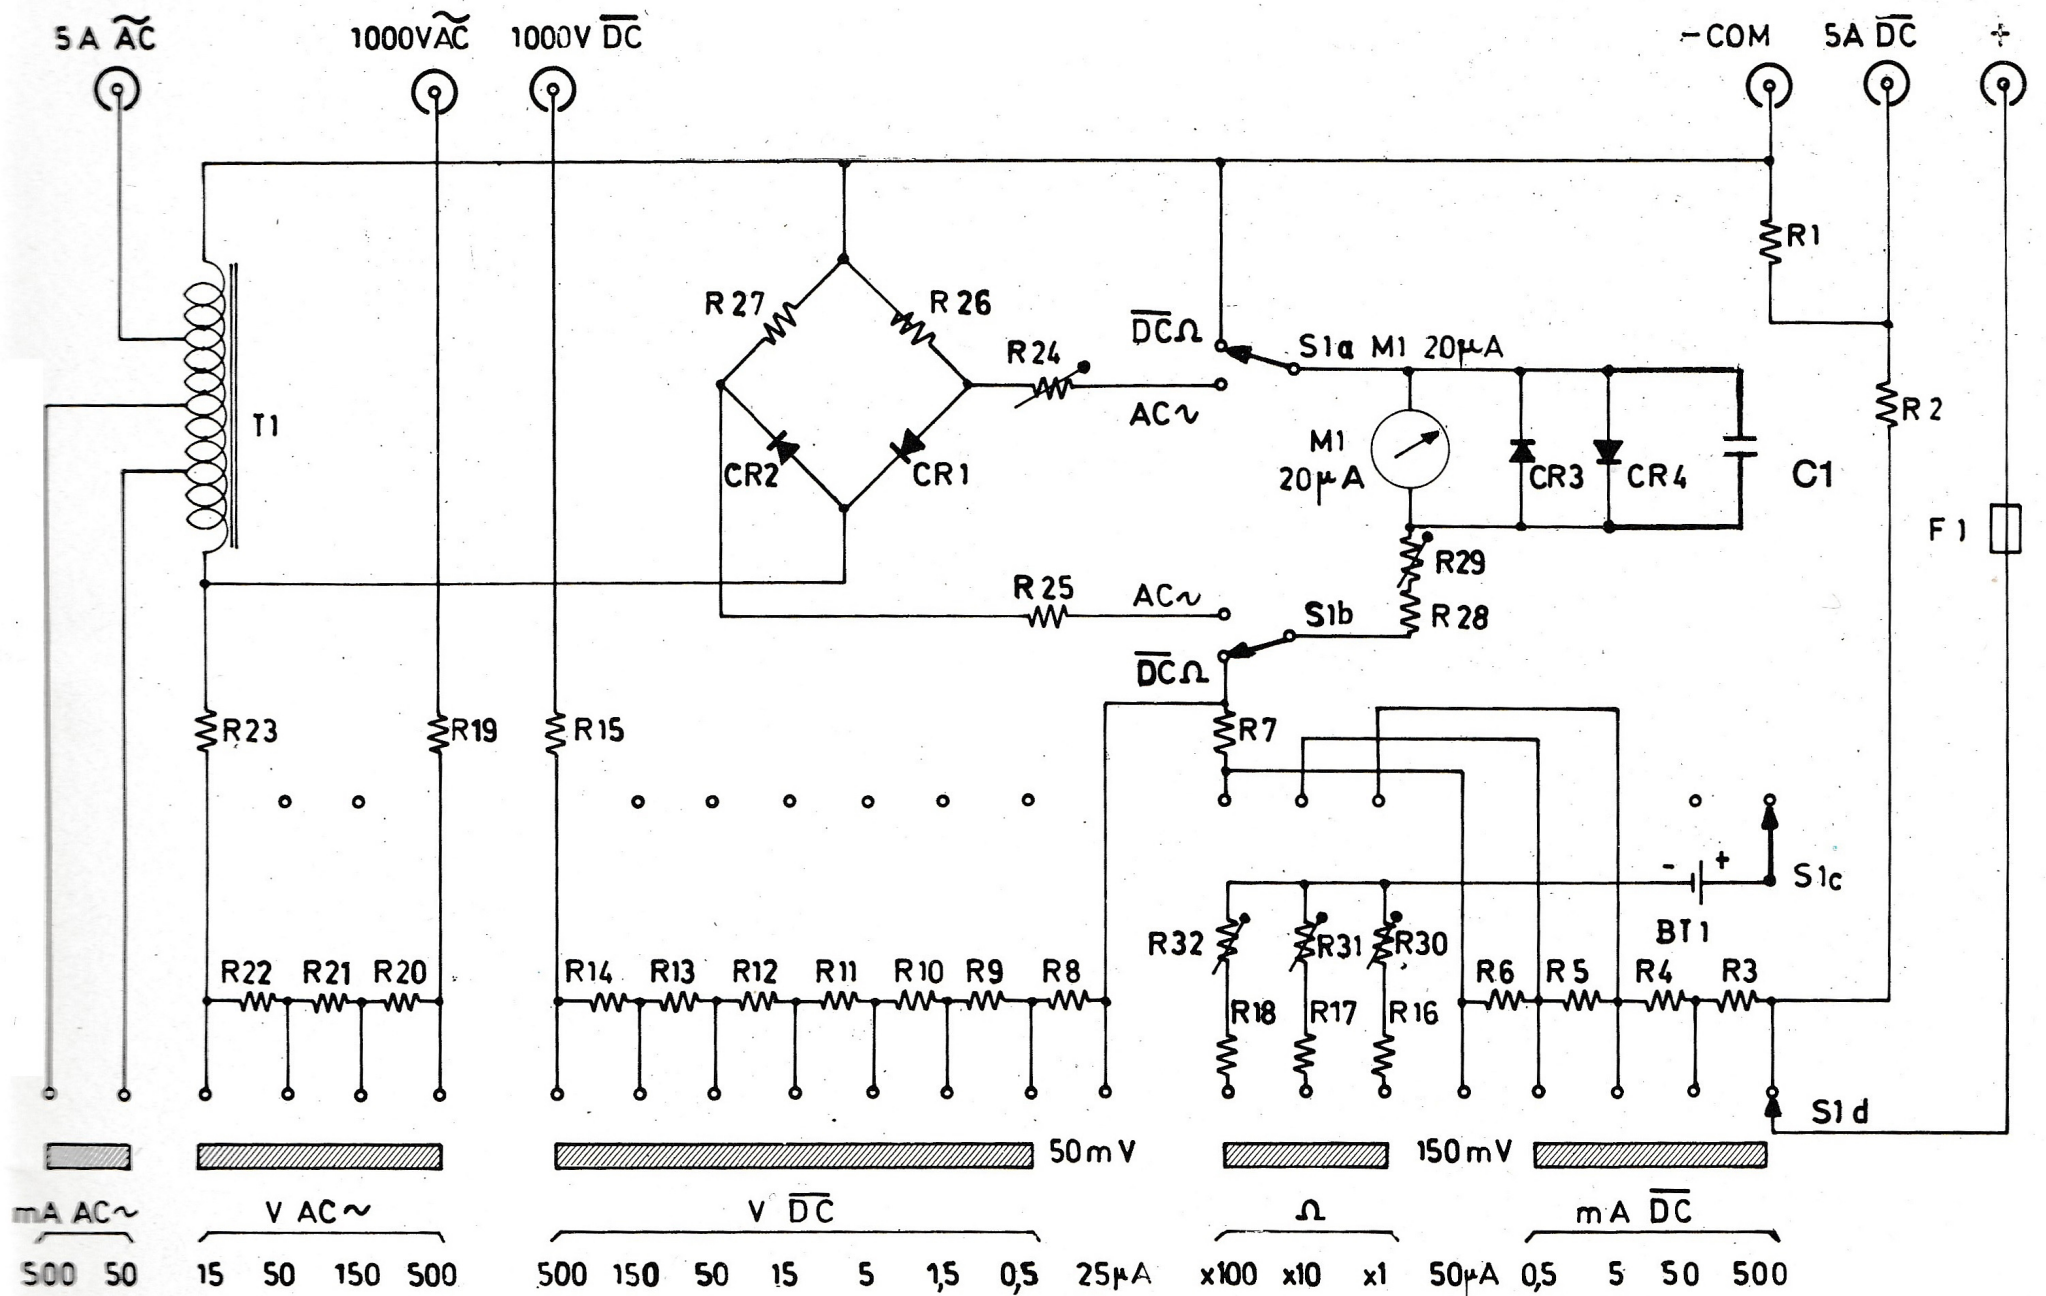 5A AC 1000VAC 1000V DC -COM 5A DC +
R1
R27 R26
DCΩ
R24 S1a M1 20µA
AC~
R2
T1
M1
20µA
CR2 CR1 CR3 CR4 C1
F1
R29
R25 AC~
S1b R28
DCΩ
R23 R19 R15 R7
- + S1c
BT1
R32 R31 R30
R22 R21 R20 R14 R13 R12 R11 R10 R9 R8 R6 R5 R4 R3
R18 R17 R16
S1d
50mV 150mV
mA AC~ V AC~ V DC Ω mA DC
500 50 15 50 150 500 500 150 50 15 5 1,5 0,5 25µA x100 x10 x1 50µA 0,5 5 50 500